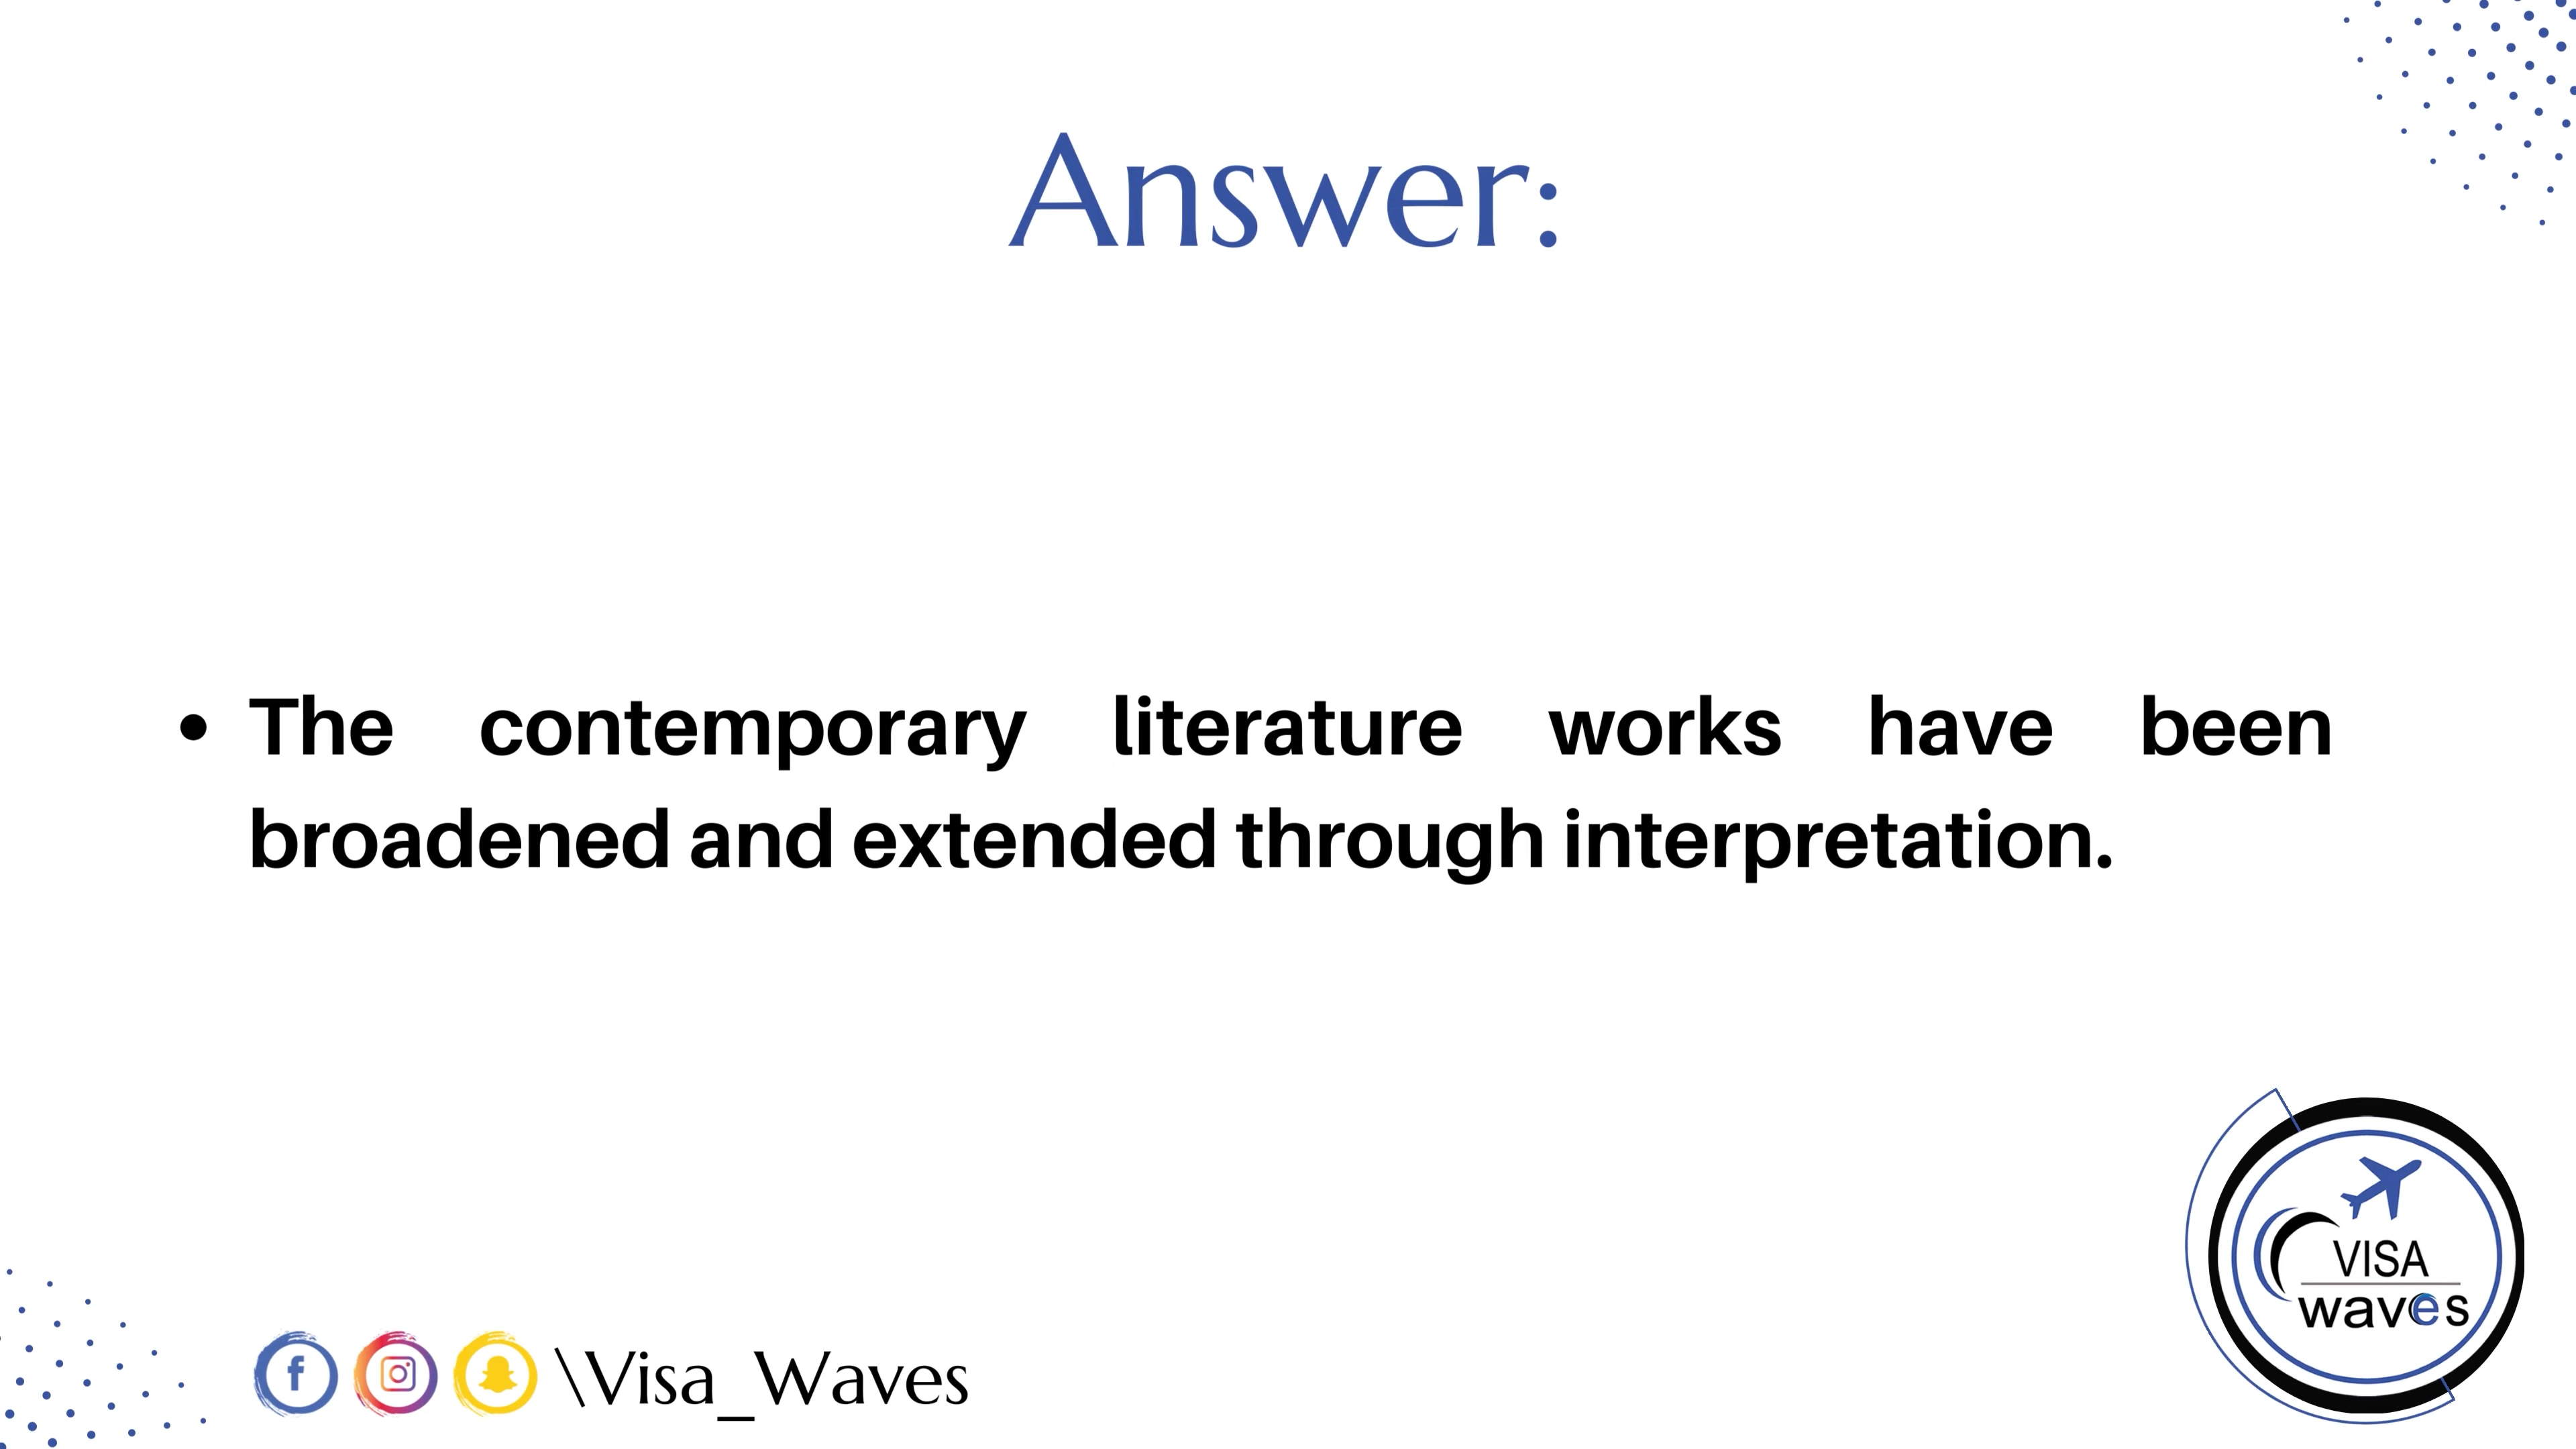 Answer:
• The contemporary literature works have been
broadened and extended through interpretation.
VISA
waves
\Visa_Waves